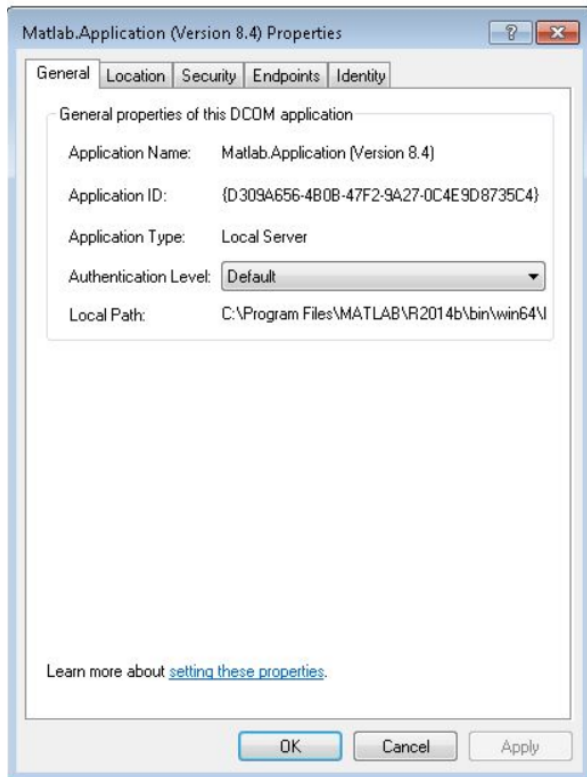 Matlab.Application (Version 8.4) Properties
General Location Security Endpoints Identity
General properties of this DCOM application
Application Name: Matlab.Application (Version 8.4)
Application ID: {D309A656-4B0B-47F2-9A27-0C4E9D8735C4}
Application Type: Local Server
Authentication Level: Default
Local Path: C:\Program Files\MATLAB\R2014b\bin\win64\
Learn more about setting these properties.
OK Cancel Apply